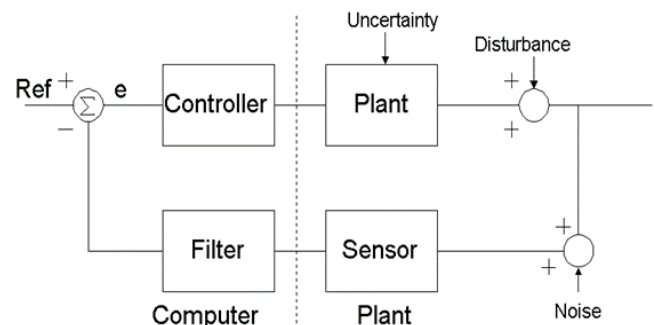 Uncertainty
Disturbance
Ref + Σ e Controller Plant +
− +
+
Filter Sensor +
Computer Plant
Noise